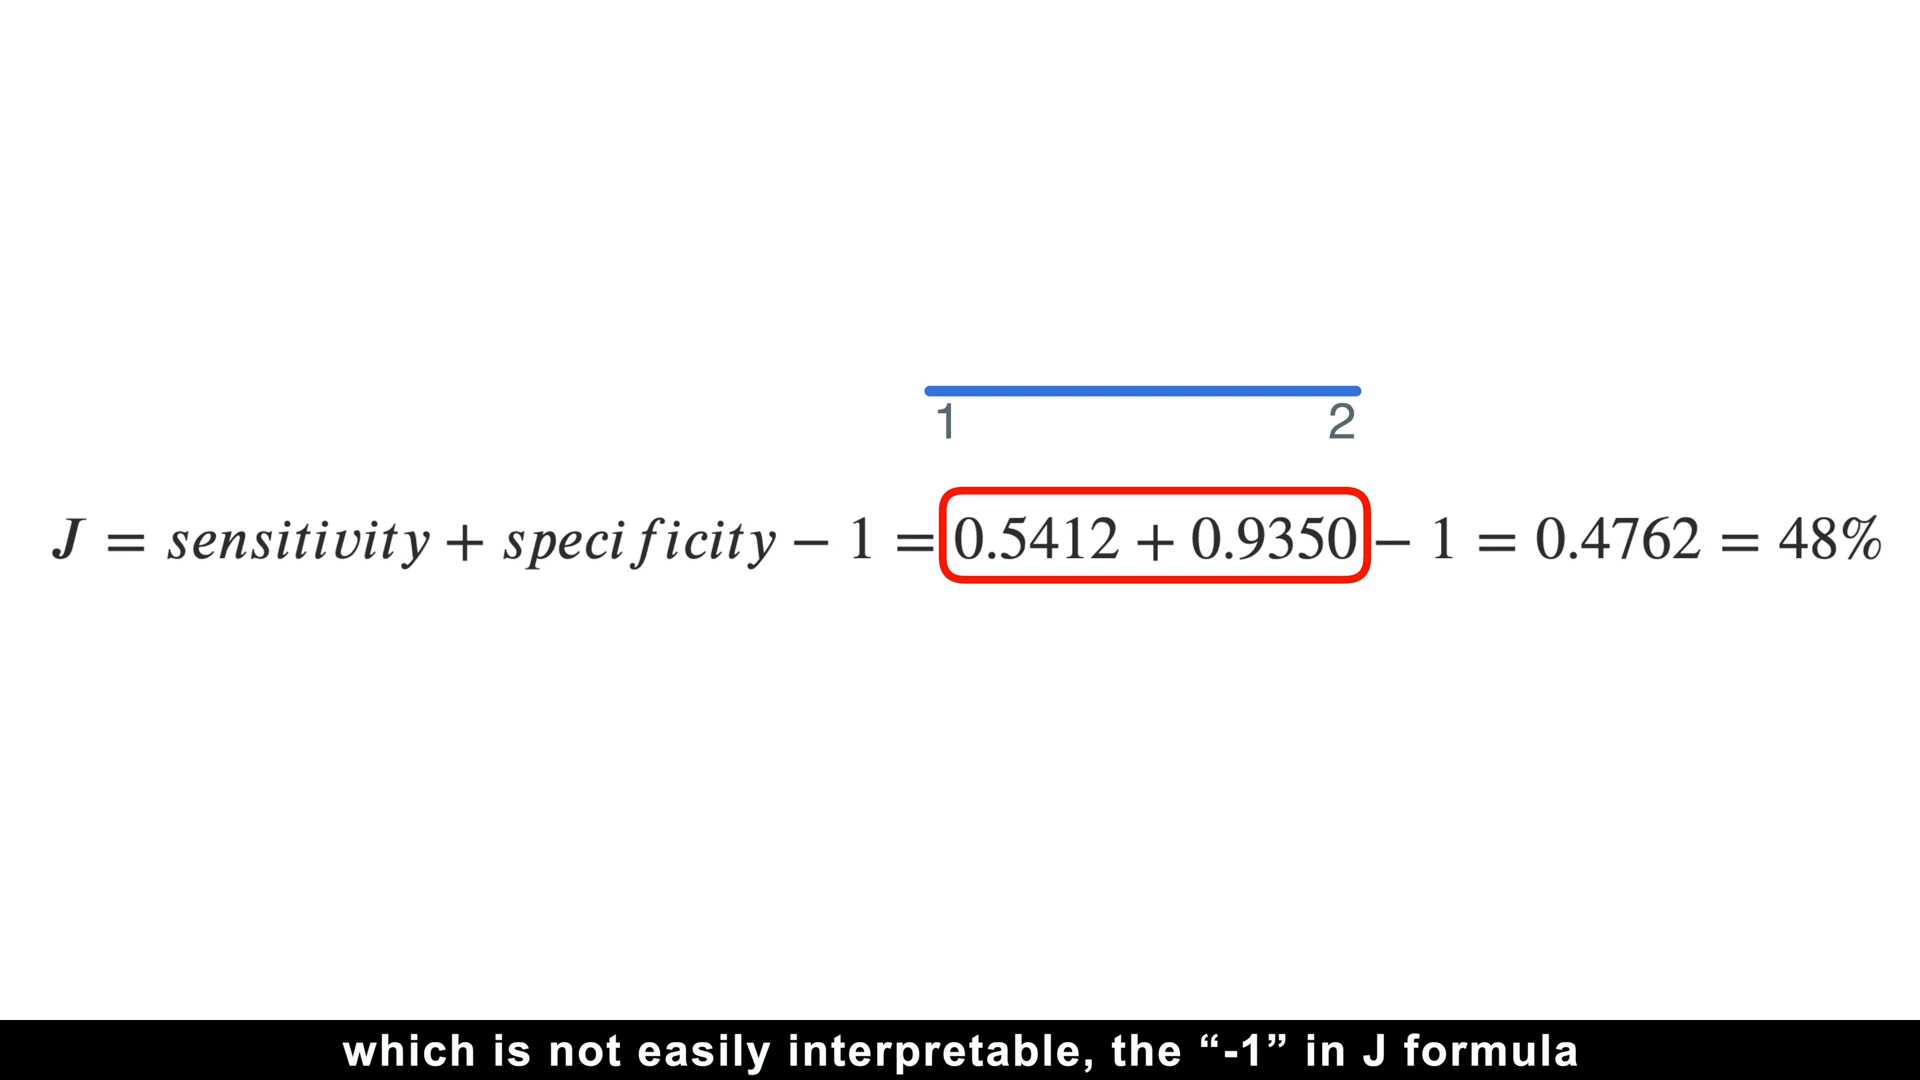 1 2
J = sensitivity + specificity − 1 = 0.5412 + 0.9350 − 1 = 0.4762 = 48%
which is not easily interpretable, the “-1” in J formula